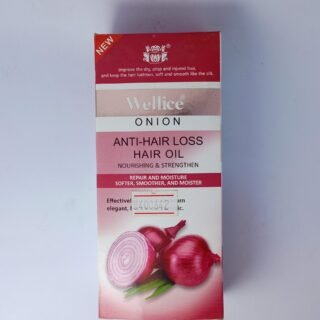 NEW
Improve the dry, crisp and injured hair,
and keep the hair lustrous, soft and smooth like the silk.
Wellice®
ONION
ANTI-HAIR LOSS
HAIR OIL
NOURISHING & STRENGTHEN
REPAIR AND MOISTURE
SOFTER, SMOOTHER, AND MOISTER
Effective
elegant,